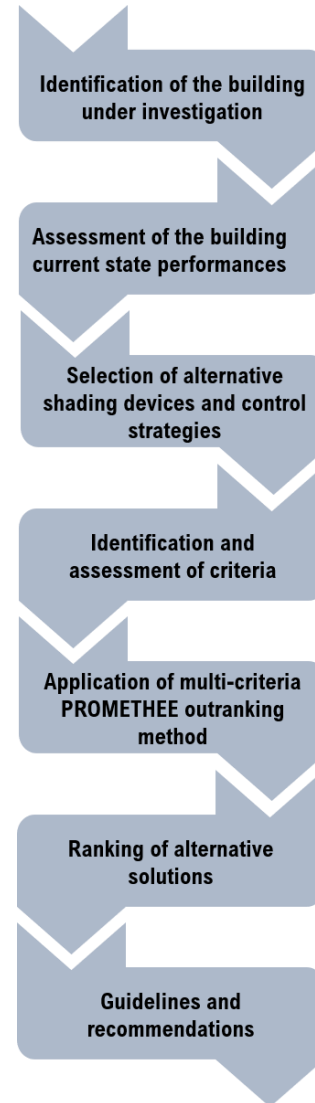 Identification of the building
under investigation
Assessment of the building
current state performances
Selection of alternative
shading devices and control
strategies
Identification and
assessment of criteria
Application of multi-criteria
PROMETHEE outranking
method
Ranking of alternative
solutions
Guidelines and
recommendations